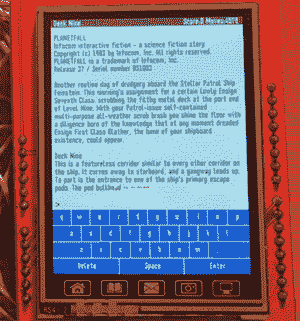 Deck Nine Score:0 Moves:4578
PLANETFALL
Infocom interactive fiction - a science fiction story
Copyright (c) 1983 by Infocom, Inc. All rights reserved.
PLANETFALL is a trademark of Infocom, Inc.
Release 37 / Serial number 851003
Another routine day of drudgery aboard the Stellar Patrol Ship
Feinstein. This morning's assignment for a certain lowly Ensign
Seventh Class: scrubbing the filthy metal deck at the port end
of Level Nine. With your Patrol-issue self-contained
multi-purpose all-weather scrub brush you shine the floor with
a diligence born of the knowledge that at any moment dreaded
Ensign First Class Blather, the bane of your shipboard
existence, could appear.
Deck Nine
This is a featureless corridor similar to every other corridor on
the ship. It curves away to starboard, and a gangway leads up.
To port is the entrance to one of the ship's primary escape
pods. The pod bulkhead
>
q w e r t y u i o p
a s d f g h j k l
z x c v b n m .
Delete Space Enter